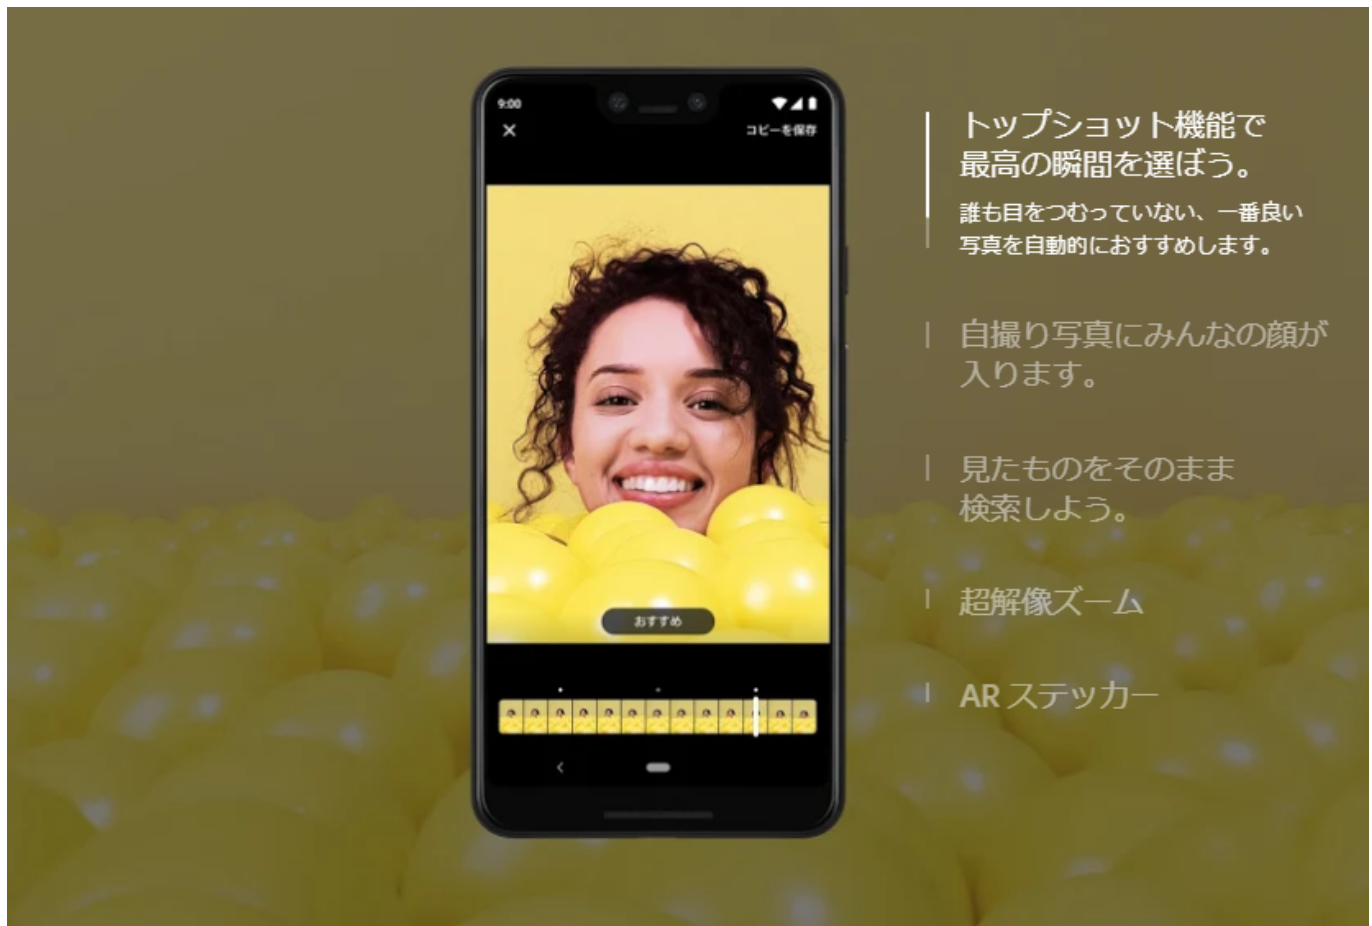 9:00
コピーを保存
おすすめ
トップショット機能で
最高の瞬間を選ぼう。
誰も目をつむっていない、一番良い
写真を自動的におすすめします。
自撮り写真にみんなの顔が
入ります。
見たものをそのまま
検索しよう。
超解像ズーム
AR ステッカー